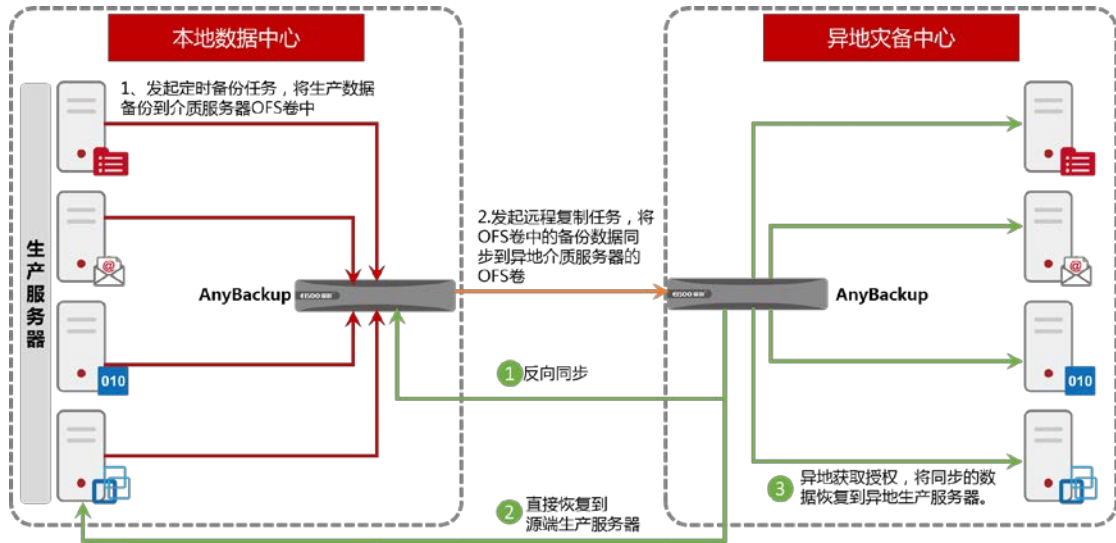 本地数据中心
异地灾备中心
1、发起定时备份任务，将生产数据
备份到介质服务器OFS卷中
生产服务器
2.发起远程复制任务，将
OFS卷中的备份数据同
步到异地介质服务器的
OFS卷
@
@
AnyBackup
EISOO 爱数
EISOO 爱数
AnyBackup
010
010
1 反向同步
2 直接恢复到
源端生产服务器
3 异地获取授权，将同步的数
据恢复到异地生产服务器。